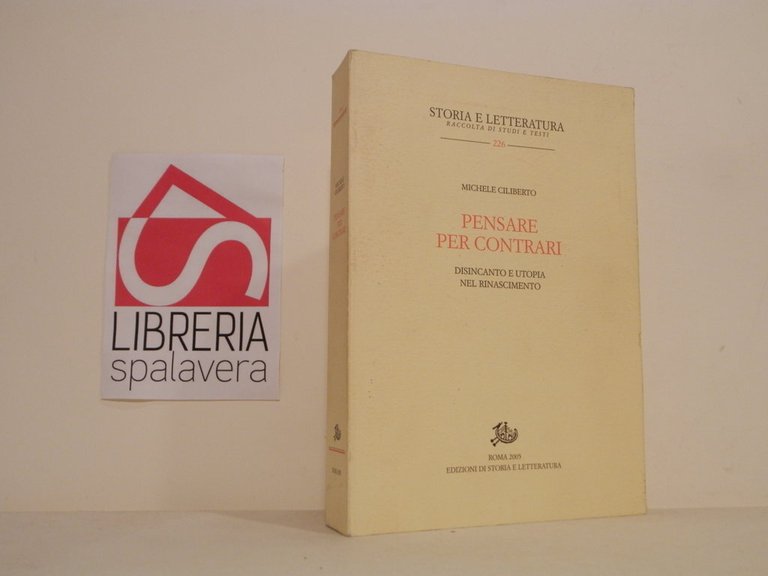 LIBRERIA
spalavera
STORIA E LETTERATURA
RACCOLTA DI STUDI E TESTI
226
MICHELE CILIBERTO
PENSARE
PER CONTRARI
DISINCANTO E UTOPIA
NEL RINASCIMENTO
ROMA 2005
EDIZIONI DI STORIA E LETTERATURA